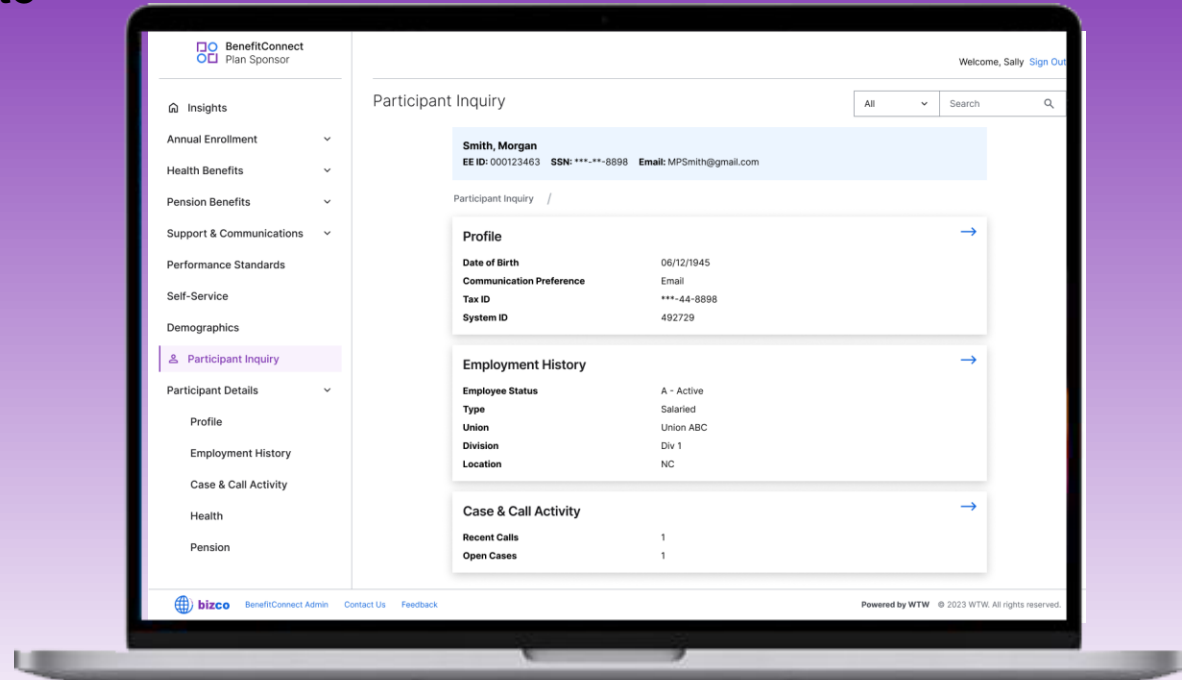 BenefitConnect
Plan Sponsor
Welcome, Sally Sign Out
Insights
Annual Enrollment
Health Benefits
Pension Benefits
Support & Communications
Performance Standards
Self-Service
Demographics
Participant Inquiry
Participant Details
Profile
Employment History
Case & Call Activity
Health
Pension
Participant Inquiry
All Search
Smith, Morgan
EE ID: 000123463 SSN: ***-**-8898 Email: MPSmith@gmail.com
Participant Inquiry /
Profile
Date of Birth 06/12/1945
Communication Preference Email
Tax ID ***-44-8898
System ID 492729
Employment History
Employee Status A - Active
Type Salaried
Union Union ABC
Division Div 1
Location NC
Case & Call Activity
Recent Calls 1
Open Cases 1
bizco BenefitConnect Admin Contact Us Feedback
Powered by WTW © 2023 WTW. All rights reserved.